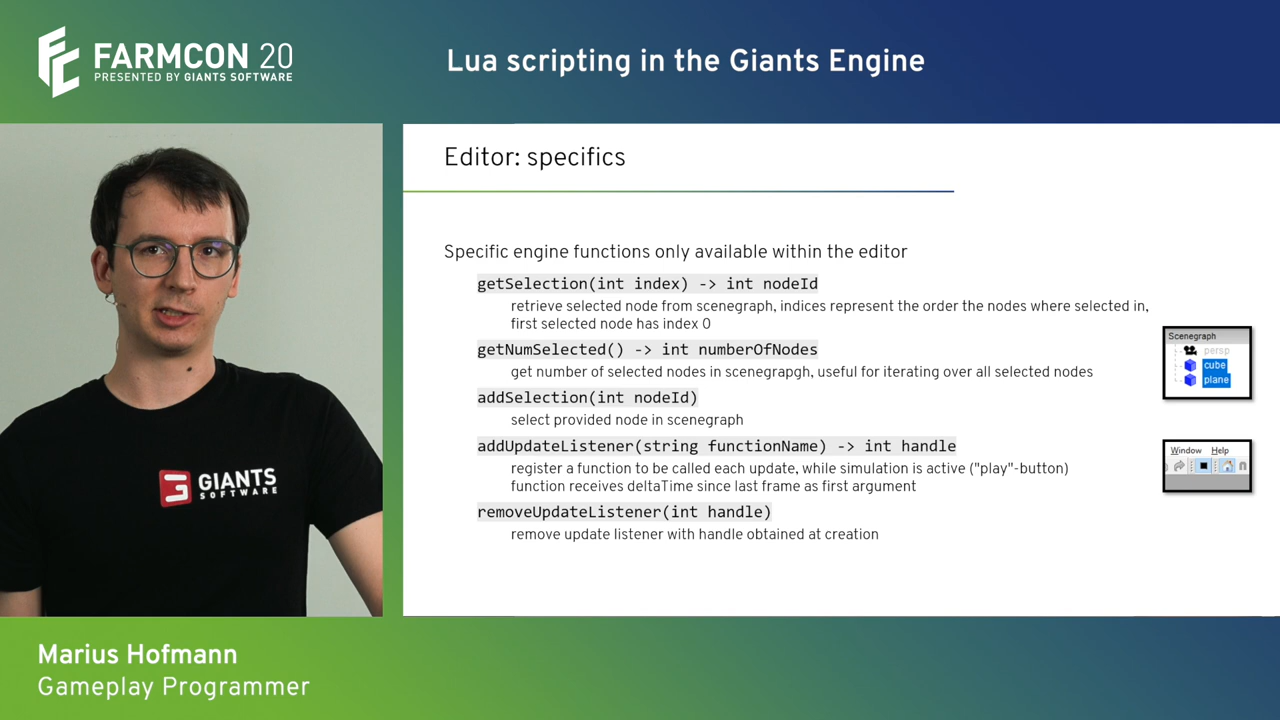 FARMCON 20
PRESENTED BY GIANTS SOFTWARE
Lua scripting in the Giants Engine
Editor: specifics
Specific engine functions only available within the editor
getSelection(int index) -> int nodeId
retrieve selected node from scenegraph, indices represent the order the nodes where selected in,
first selected node has index 0
getNumSelected() -> int numberOfNodes
get number of selected nodes in scenegrapgh, useful for iterating over all selected nodes
addSelection(int nodeId)
select provided node in scenegraph
addUpdateListener(string functionName) -> int handle
register a function to be called each update, while simulation is active ("play"-button)
function receives deltaTime since last frame as first argument
removeUpdateListener(int handle)
remove update listener with handle obtained at creation
Scenegraph
persp
cube
plane
Window Help
GIANTS
SOFTWARE
Marius Hofmann
Gameplay Programmer